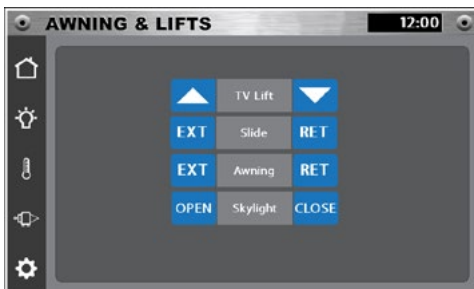 AWNING & LIFTS 12:00
TV Lift
EXT Slide RET
EXT Awning RET
OPEN Skylight CLOSE